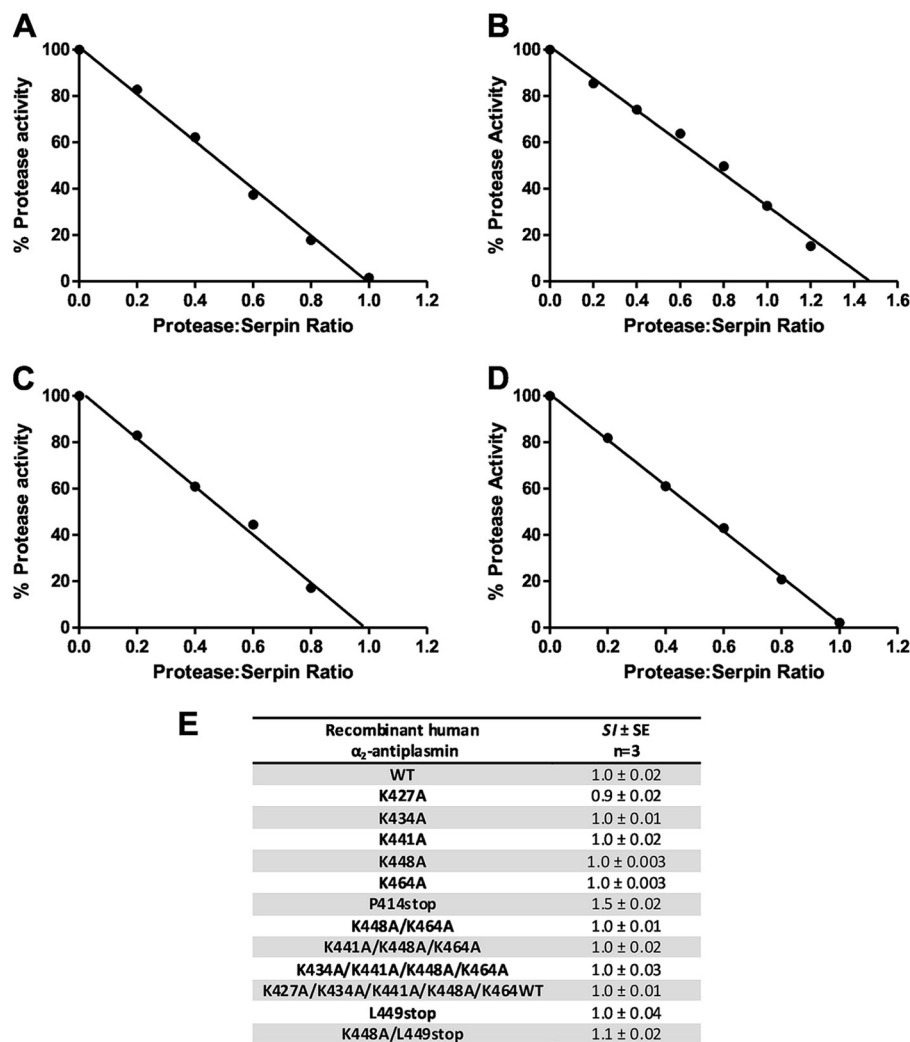 A
100
80
60
40
20
0
% Protease activity
0.0 0.2 0.4 0.6 0.8 1.0 1.2
Protease:Serpin Ratio
B
100
80
60
40
20
0
% Protease Activity
0.0 0.2 0.4 0.6 0.8 1.0 1.2 1.4 1.6
Protease:Serpin Ratio
C
100
80
60
40
20
0
% Protease activity
0.0 0.2 0.4 0.6 0.8 1.0 1.2
Protease:Serpin Ratio
D
100
80
60
40
20
0
% Protease Activity
0.0 0.2 0.4 0.6 0.8 1.0 1.2
Protease:Serpin Ratio
E
Recombinant human SI ± SE
α₂-antiplasmin n=3
WT 1.0 ± 0.02
K427A 0.9 ± 0.02
K434A 1.0 ± 0.01
K441A 1.0 ± 0.02
K448A 1.0 ± 0.003
K464A 1.0 ± 0.003
P414stop 1.5 ± 0.02
K448A/K464A 1.0 ± 0.01
K441A/K448A/K464A 1.0 ± 0.02
K434A/K441A/K448A/K464A 1.0 ± 0.03
K427A/K434A/K441A/K448A/K464WT 1.0 ± 0.01
L449stop 1.0 ± 0.04
K448A/L449stop 1.1 ± 0.02